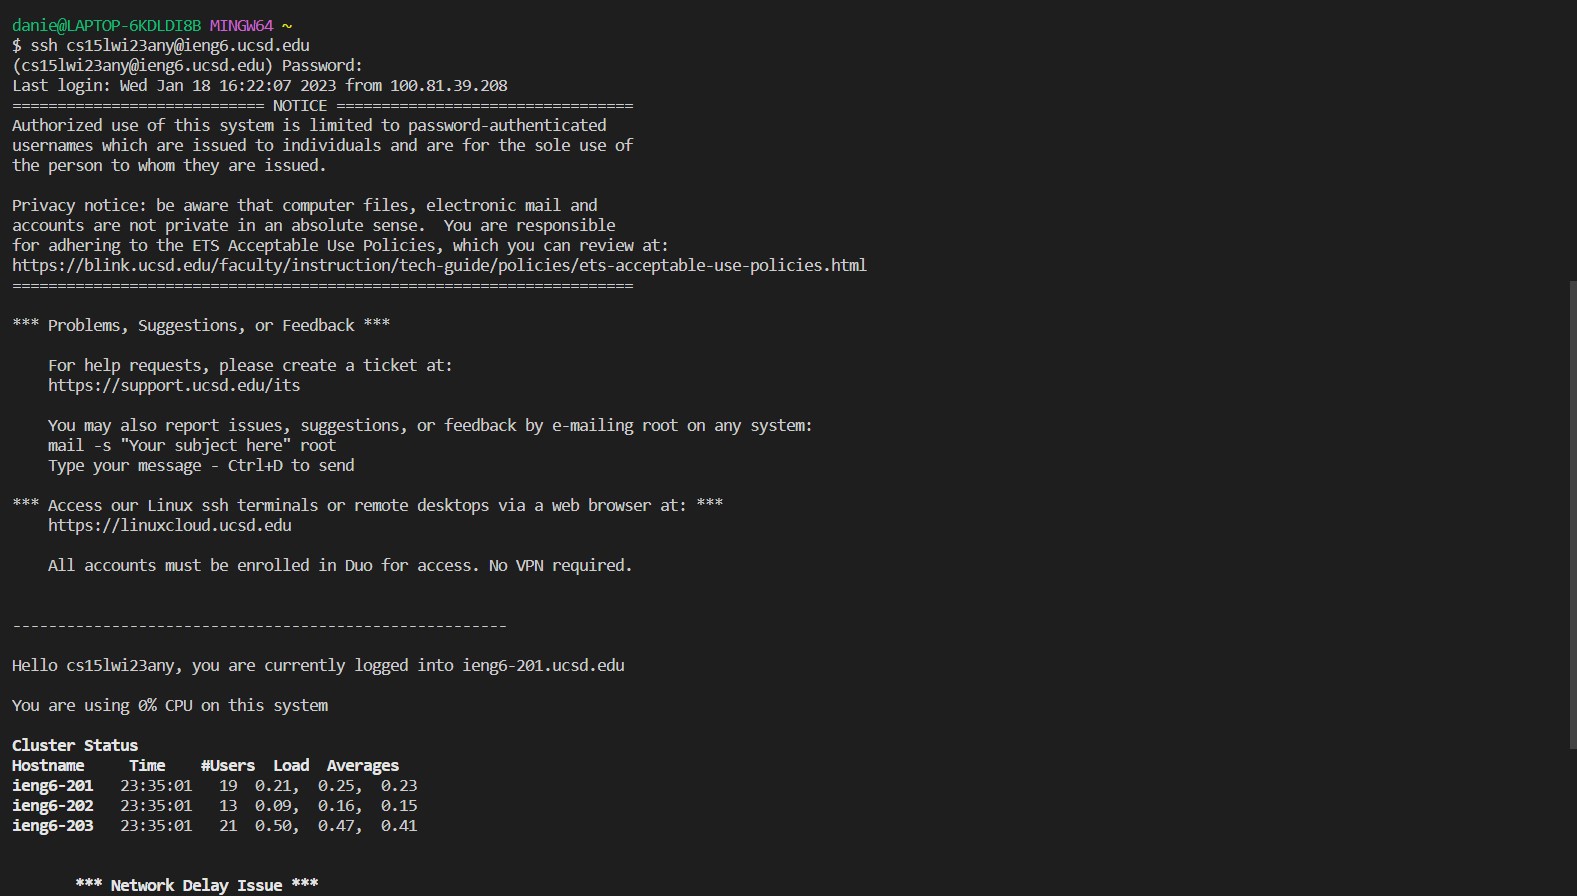 danie@LAPTOP-6KDLDI8B MINGW64 ~
$ ssh cs15lwi23any@ieng6.ucsd.edu
(cs15lwi23any@ieng6.ucsd.edu) Password:
Last login: Wed Jan 18 16:22:07 2023 from 100.81.39.208
============================ NOTICE =================================
Authorized use of this system is limited to password-authenticated
usernames which are issued to individuals and are for the sole use of
the person to whom they are issued.

Privacy notice: be aware that computer files, electronic mail and
accounts are not private in an absolute sense.  You are responsible
for adhering to the ETS Acceptable Use Policies, which you can review at:
https://blink.ucsd.edu/faculty/instruction/tech-guide/policies/ets-acceptable-use-policies.html
=====================================================================

*** Problems, Suggestions, or Feedback ***

    For help requests, please create a ticket at:
    https://support.ucsd.edu/its

    You may also report issues, suggestions, or feedback by e-mailing root on any system:
    mail -s "Your subject here" root
    Type your message - Ctrl+D to send

*** Access our Linux ssh terminals or remote desktops via a web browser at: ***
    https://linuxcloud.ucsd.edu

    All accounts must be enrolled in Duo for access. No VPN required.


-------------------------------------------------------

Hello cs15lwi23any, you are currently logged into ieng6-201.ucsd.edu

You are using 0% CPU on this system

Cluster Status
Hostname     Time    #Users  Load  Averages
ieng6-201   23:35:01   19  0.21,  0.25,  0.23
ieng6-202   23:35:01   13  0.09,  0.16,  0.15
ieng6-203   23:35:01   21  0.50,  0.47,  0.41


       *** Network Delay Issue ***